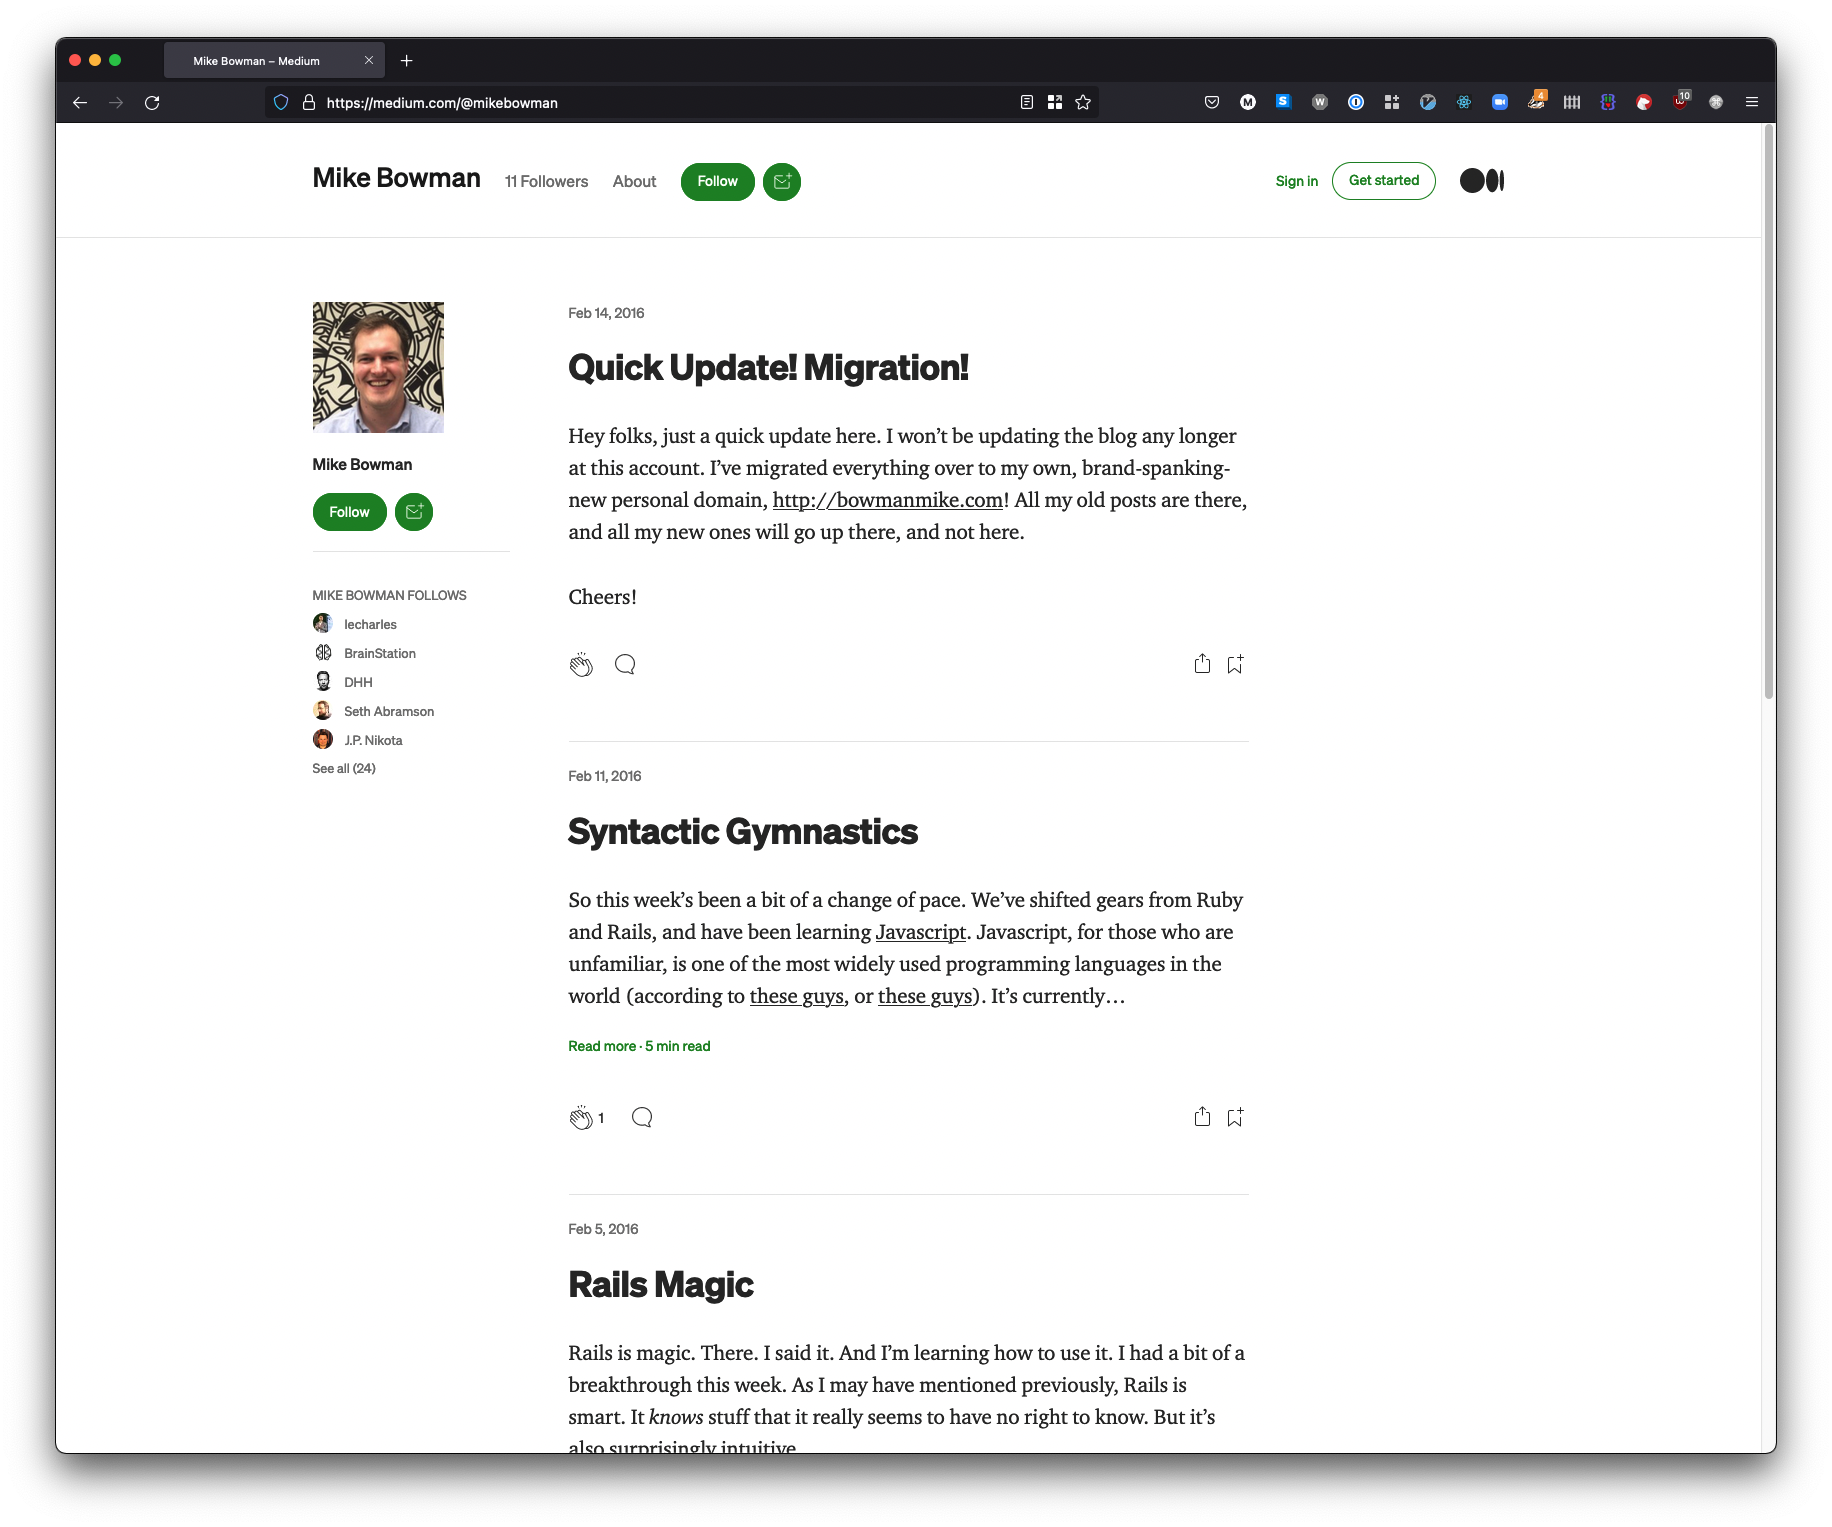 Mike Bowman – Medium
https://medium.com/@mikebowman
S
W
4
10
Mike Bowman
11 Followers
About
Follow
Sign in
Get started
Mike Bowman
Follow
MIKE BOWMAN FOLLOWS
lecharles
BrainStation
DHH
Seth Abramson
J.P. Nikota
See all (24)
Feb 14, 2016
Quick Update! Migration!
Hey folks, just a quick update here. I won’t be updating the blog any longer
at this account. I’ve migrated everything over to my own, brand-spanking-
new personal domain, http://bowmanmike.com! All my old posts are there,
and all my new ones will go up there, and not here.
Cheers!
Feb 11, 2016
Syntactic Gymnastics
So this week’s been a bit of a change of pace. We’ve shifted gears from Ruby
and Rails, and have been learning Javascript. Javascript, for those who are
unfamiliar, is one of the most widely used programming languages in the
world (according to these guys, or these guys). It’s currently…
Read more · 5 min read
1
Feb 5, 2016
Rails Magic
Rails is magic. There. I said it. And I’m learning how to use it. I had a bit of a
breakthrough this week. As I may have mentioned previously, Rails is
smart. It knows stuff that it really seems to have no right to know. But it’s
also surprisingly intuitive